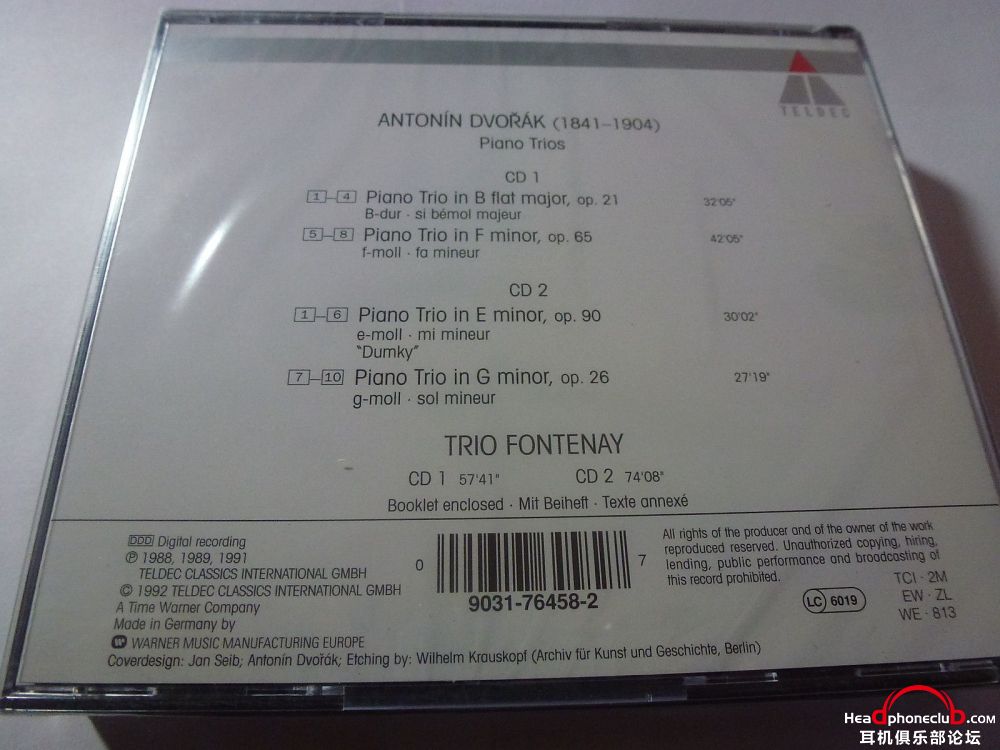 TELDEC
ANTONÍN DVOŘÁK (1841–1904)
Piano Trios
CD 1
1–4 Piano Trio in B flat major, op. 21 32'05"
B-dur · si bémol majeur
5–8 Piano Trio in F minor, op. 65 42'05"
f-moll · fa mineur
CD 2
1–6 Piano Trio in E minor, op. 90 30'02"
e-moll · mi mineur
"Dumky"
7–10 Piano Trio in G minor, op. 26 27'19"
g-moll · sol mineur
TRIO FONTENAY
CD 1 57'41" CD 2 74'08"
Booklet enclosed · Mit Beiheft · Texte annexé
DDD Digital recording
℗ 1988, 1989, 1991
TELDEC CLASSICS INTERNATIONAL GMBH
© 1992 TELDEC CLASSICS INTERNATIONAL GMBH
A Time Warner Company
Made in Germany by
WARNER MUSIC MANUFACTURING EUROPE
Coverdesign: Jan Seib; Antonín Dvořák; Etching by: Wilhelm Krauskopf (Archiv für Kunst und Geschichte, Berlin)
0 7
9031-76458-2
All rights of the producer and of the owner of the work
reproduced reserved. Unauthorized copying, hiring,
lending, public performance and broadcasting of
this record prohibited.
LC 6019
TCI · 2M
EW · ZL
WE · 813
Headphoneclub.com
耳机俱乐部论坛